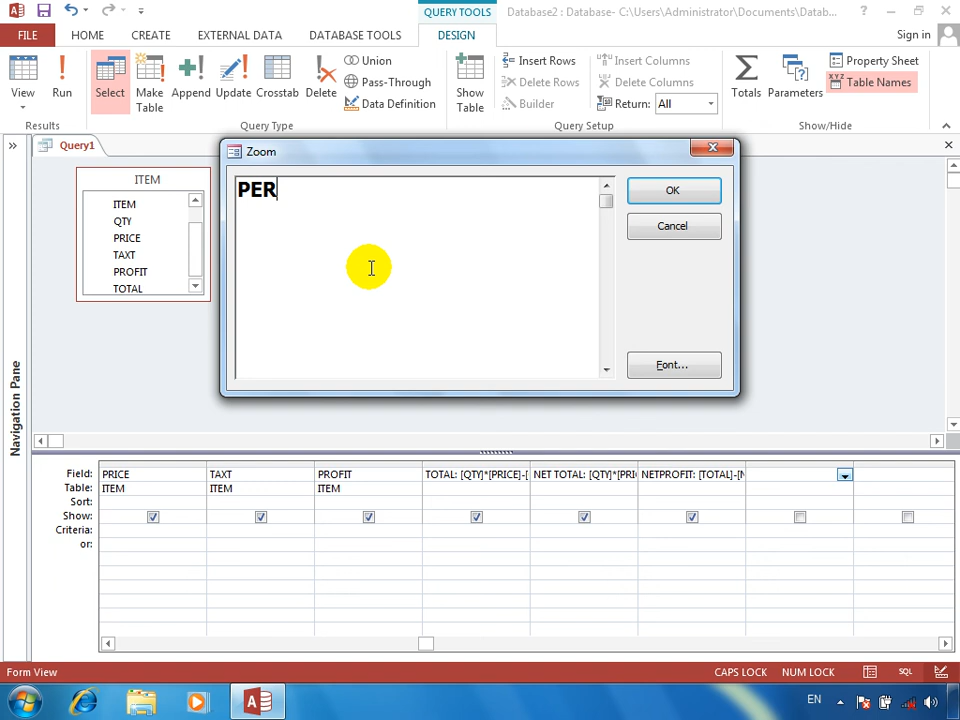 QUERY TOOLS
Database2 : Database- C:\Users\Administrator\Documents\Datab...
FILE
HOME
CREATE
EXTERNAL DATA
DATABASE TOOLS
DESIGN
Sign in
View
Run
Select
Make Table
Append
Update
Crosstab
Delete
Union
Pass-Through
Data Definition
Show Table
Insert Rows
Delete Rows
Builder
Insert Columns
Delete Columns
Return: All
Totals
Parameters
Property Sheet
Table Names
Results
Query Type
Query Setup
Show/Hide
Query1
ITEM
ITEM
QTY
PRICE
TAXT
PROFIT
TOTAL
Zoom
PER
OK
Cancel
Font...
Navigation Pane
Field: PRICE TAXT PROFIT TOTAL: [QTY]*[PRICE]-[ NET TOTAL: [QTY]*[PRI NETPROFIT: [TOTAL]-[N
Table: ITEM ITEM ITEM
Sort:
Show:
Criteria:
or:
Form View
CAPS LOCK NUM LOCK
SQL
EN